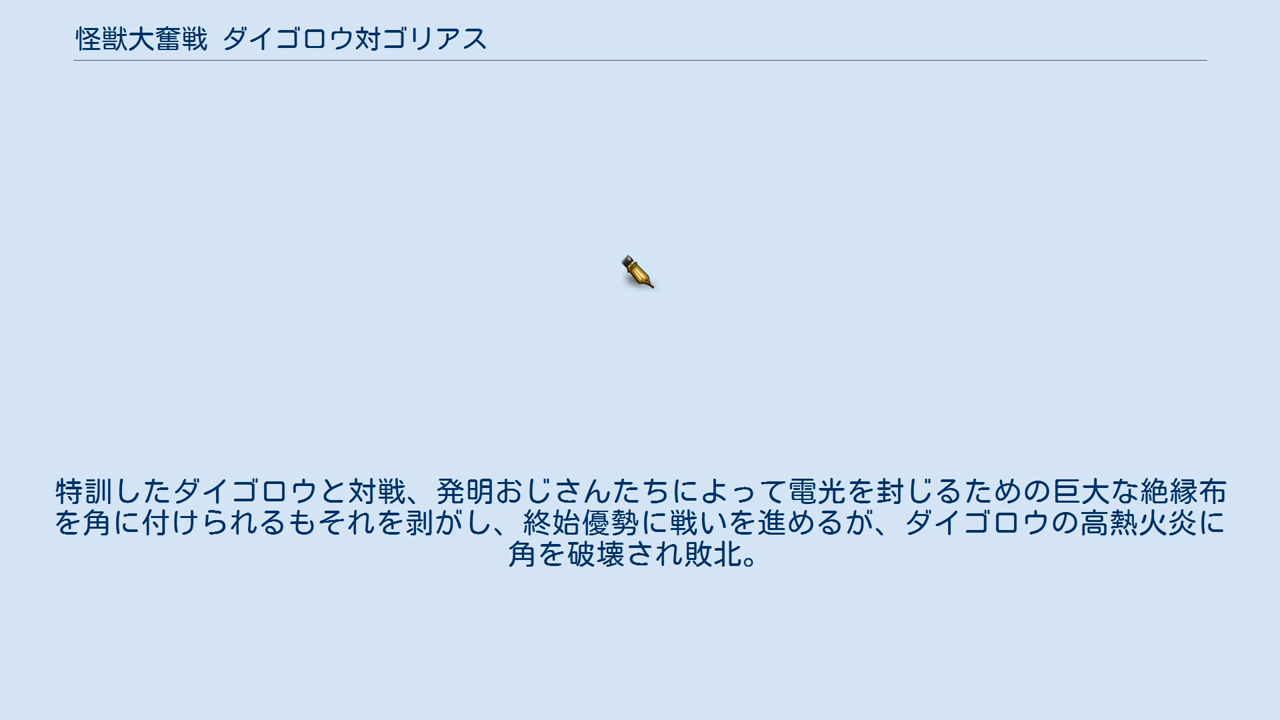 怪獣大奮戦 ダイゴロウ対ゴリアス
特訓したダイゴロウと対戦、発明おじさんたちによって電光を封じるための巨大な絶縁布
を角に付けられるもそれを剥がし、終始優勢に戦いを進めるが、ダイゴロウの高熱火炎に
角を破壊され敗北。